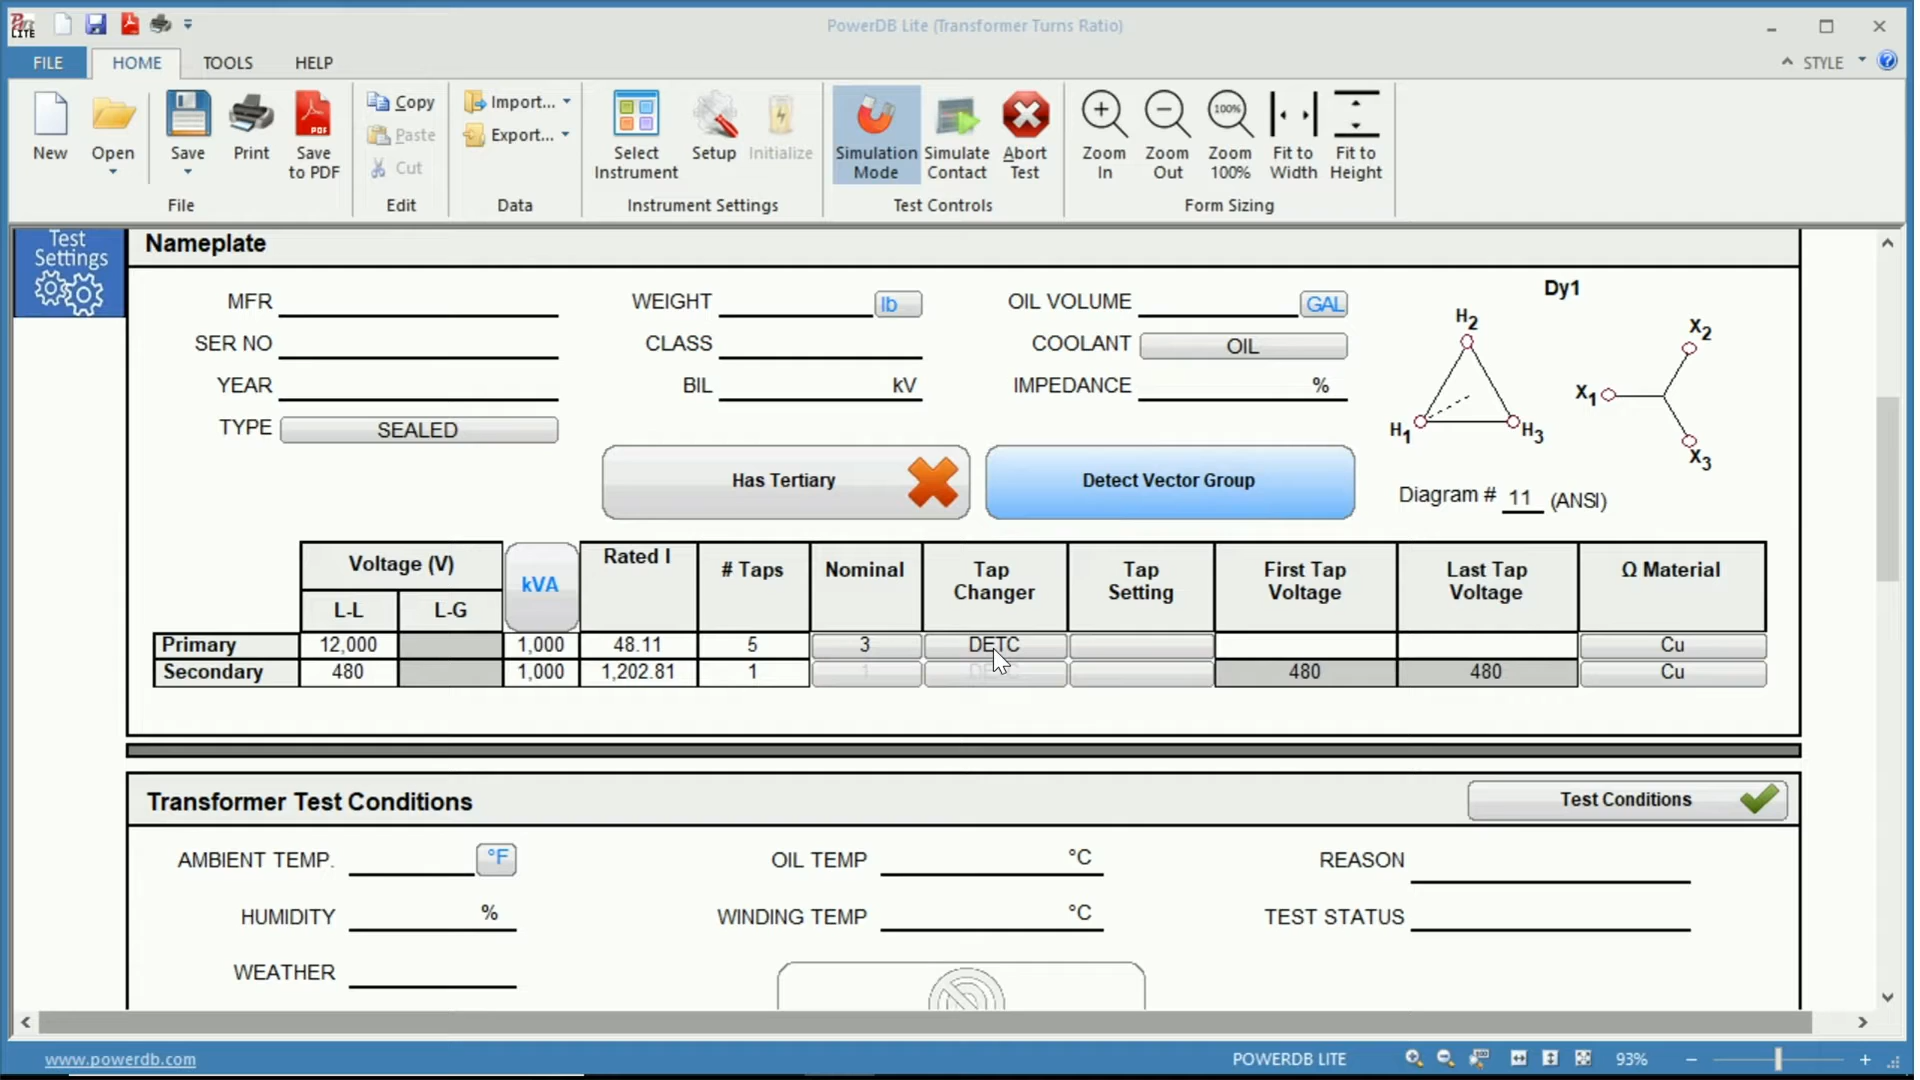 LITE
PowerDB Lite (Transformer Turns Ratio)
FILE HOME TOOLS HELP STYLE
New Open Save Print Save to PDF
Copy
Paste
Cut
Import...
Export...
Select Instrument Setup Initialize
Simulation Mode Simulate Contact Abort Test
100%
Zoom In Zoom Out Zoom 100% Fit to Width Fit to Height
File Edit Data Instrument Settings Test Controls Form Sizing
Test Settings
Nameplate
MFR WEIGHT lb OIL VOLUME GAL
SER NO CLASS COOLANT OIL
YEAR BIL kV IMPEDANCE %
TYPE SEALED
Has Tertiary Detect Vector Group
Dy1
H2
H1 H3
X2
X1
X3
Diagram # 11 (ANSI)
Voltage (V) kVA Rated I # Taps Nominal Tap Changer Tap Setting First Tap Voltage Last Tap Voltage Ω Material
L-L L-G
Primary 12,000 1,000 48.11 5 3 DETC Cu
Secondary 480 1,000 1,202.81 1 1 DETC 480 480 Cu
Transformer Test Conditions Test Conditions
AMBIENT TEMP. °F OIL TEMP °C REASON
HUMIDITY % WINDING TEMP °C TEST STATUS
WEATHER
www.powerdb.com POWERDB LITE 93%